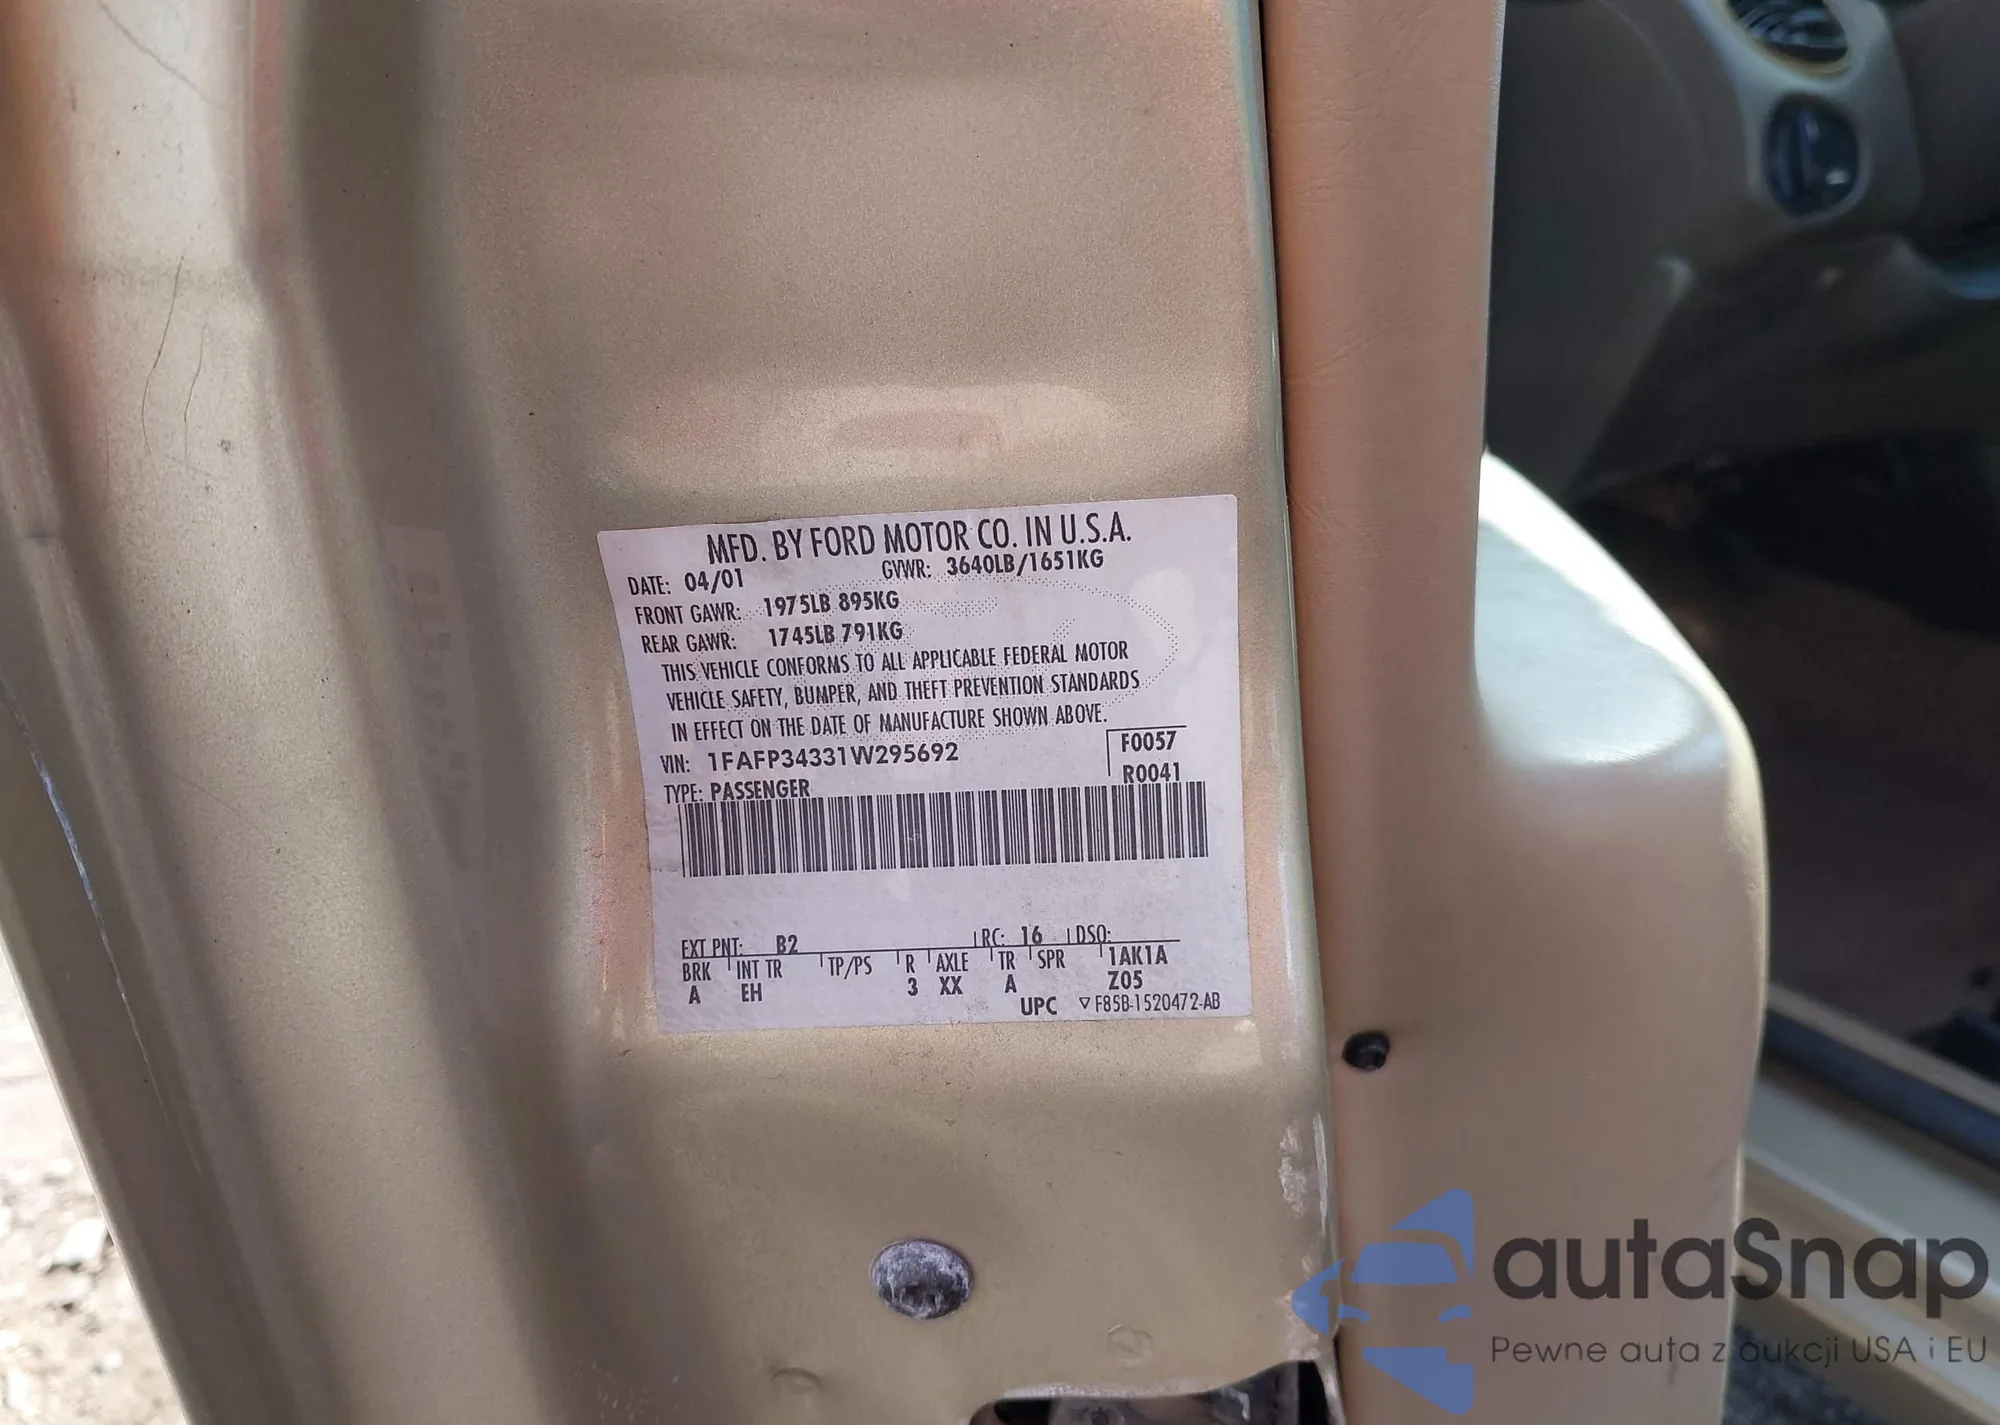 MFD. BY FORD MOTOR CO. IN U.S.A.
DATE: 04/01 GVWR: 3640LB/1651KG
FRONT GAWR: 1975LB 895KG
REAR GAWR: 1745LB 791KG
THIS VEHICLE CONFORMS TO ALL APPLICABLE FEDERAL MOTOR
VEHICLE SAFETY, BUMPER, AND THEFT PREVENTION STANDARDS
IN EFFECT ON THE DATE OF MANUFACTURE SHOWN ABOVE.
VIN: 1FAFP34331W295692 F0057
TYPE: PASSENGER R0041
EXT PNT: B2 RC: 16 DSO:
BRK INT TR TP/PS R AXLE TR SPR 1AK1A
A EH 3 XX A Z05
UPC ▽ F85B-1520472-AB
autaSnap
Pewne auta z aukcji USA i EU